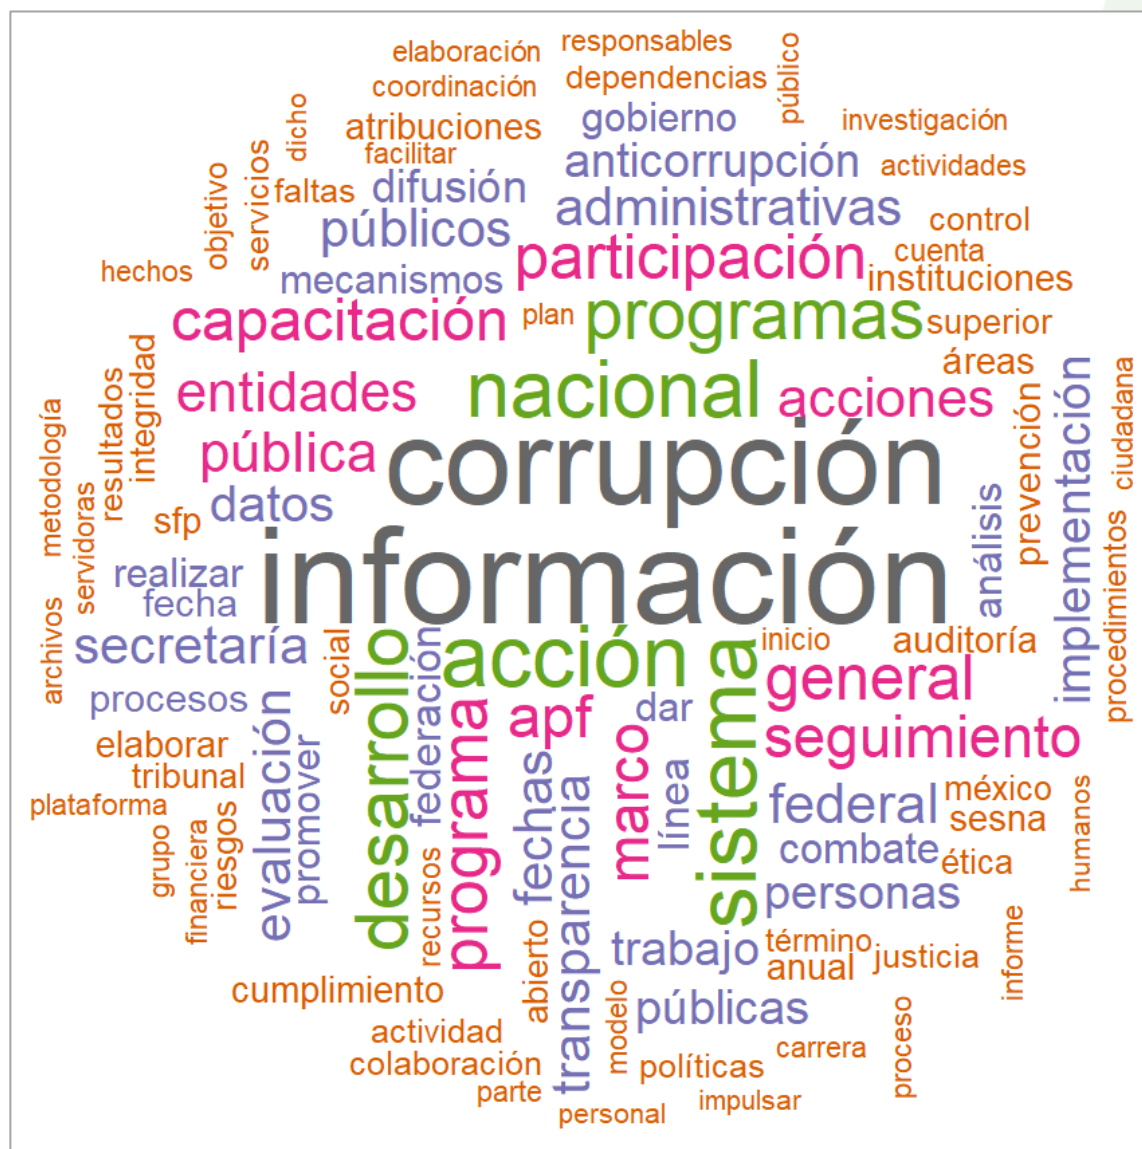 elaboración
responsables
coordinación
dependencias
público
dicho
atribuciones
gobierno
investigación
facilitar
anticorrupción
actividades
objetivo
servicios
faltas
difusión
administrativas
control
públicos
participación
cuenta
hechos
mecanismos
instituciones
capacitación
plan
programas
superior
integridad
áreas
resultados
entidades
nacional
acciones
prevención
implementación
ciudadana
metodología
pública
corrupción
servidoras
sfp
datos
análisis
procedimientos
realizar
información
fecha
archivos
secretaría
social
desarrollo
federación
acción
sistema
inicio
auditoría
procesos
programa
apf
dar
general
elaborar
evaluación
promover
marco
línea
seguimiento
tribunal
fechas
transparencia
federal
méxico
plataforma
sesna
humanos
grupo
financiera
riesgos
recursos
combate
ética
personas
abierto
trabajo
término
justicia
informe
anual
cumplimiento
modelo
públicas
proceso
actividad
carrera
colaboración
políticas
parte
impulsar
personal